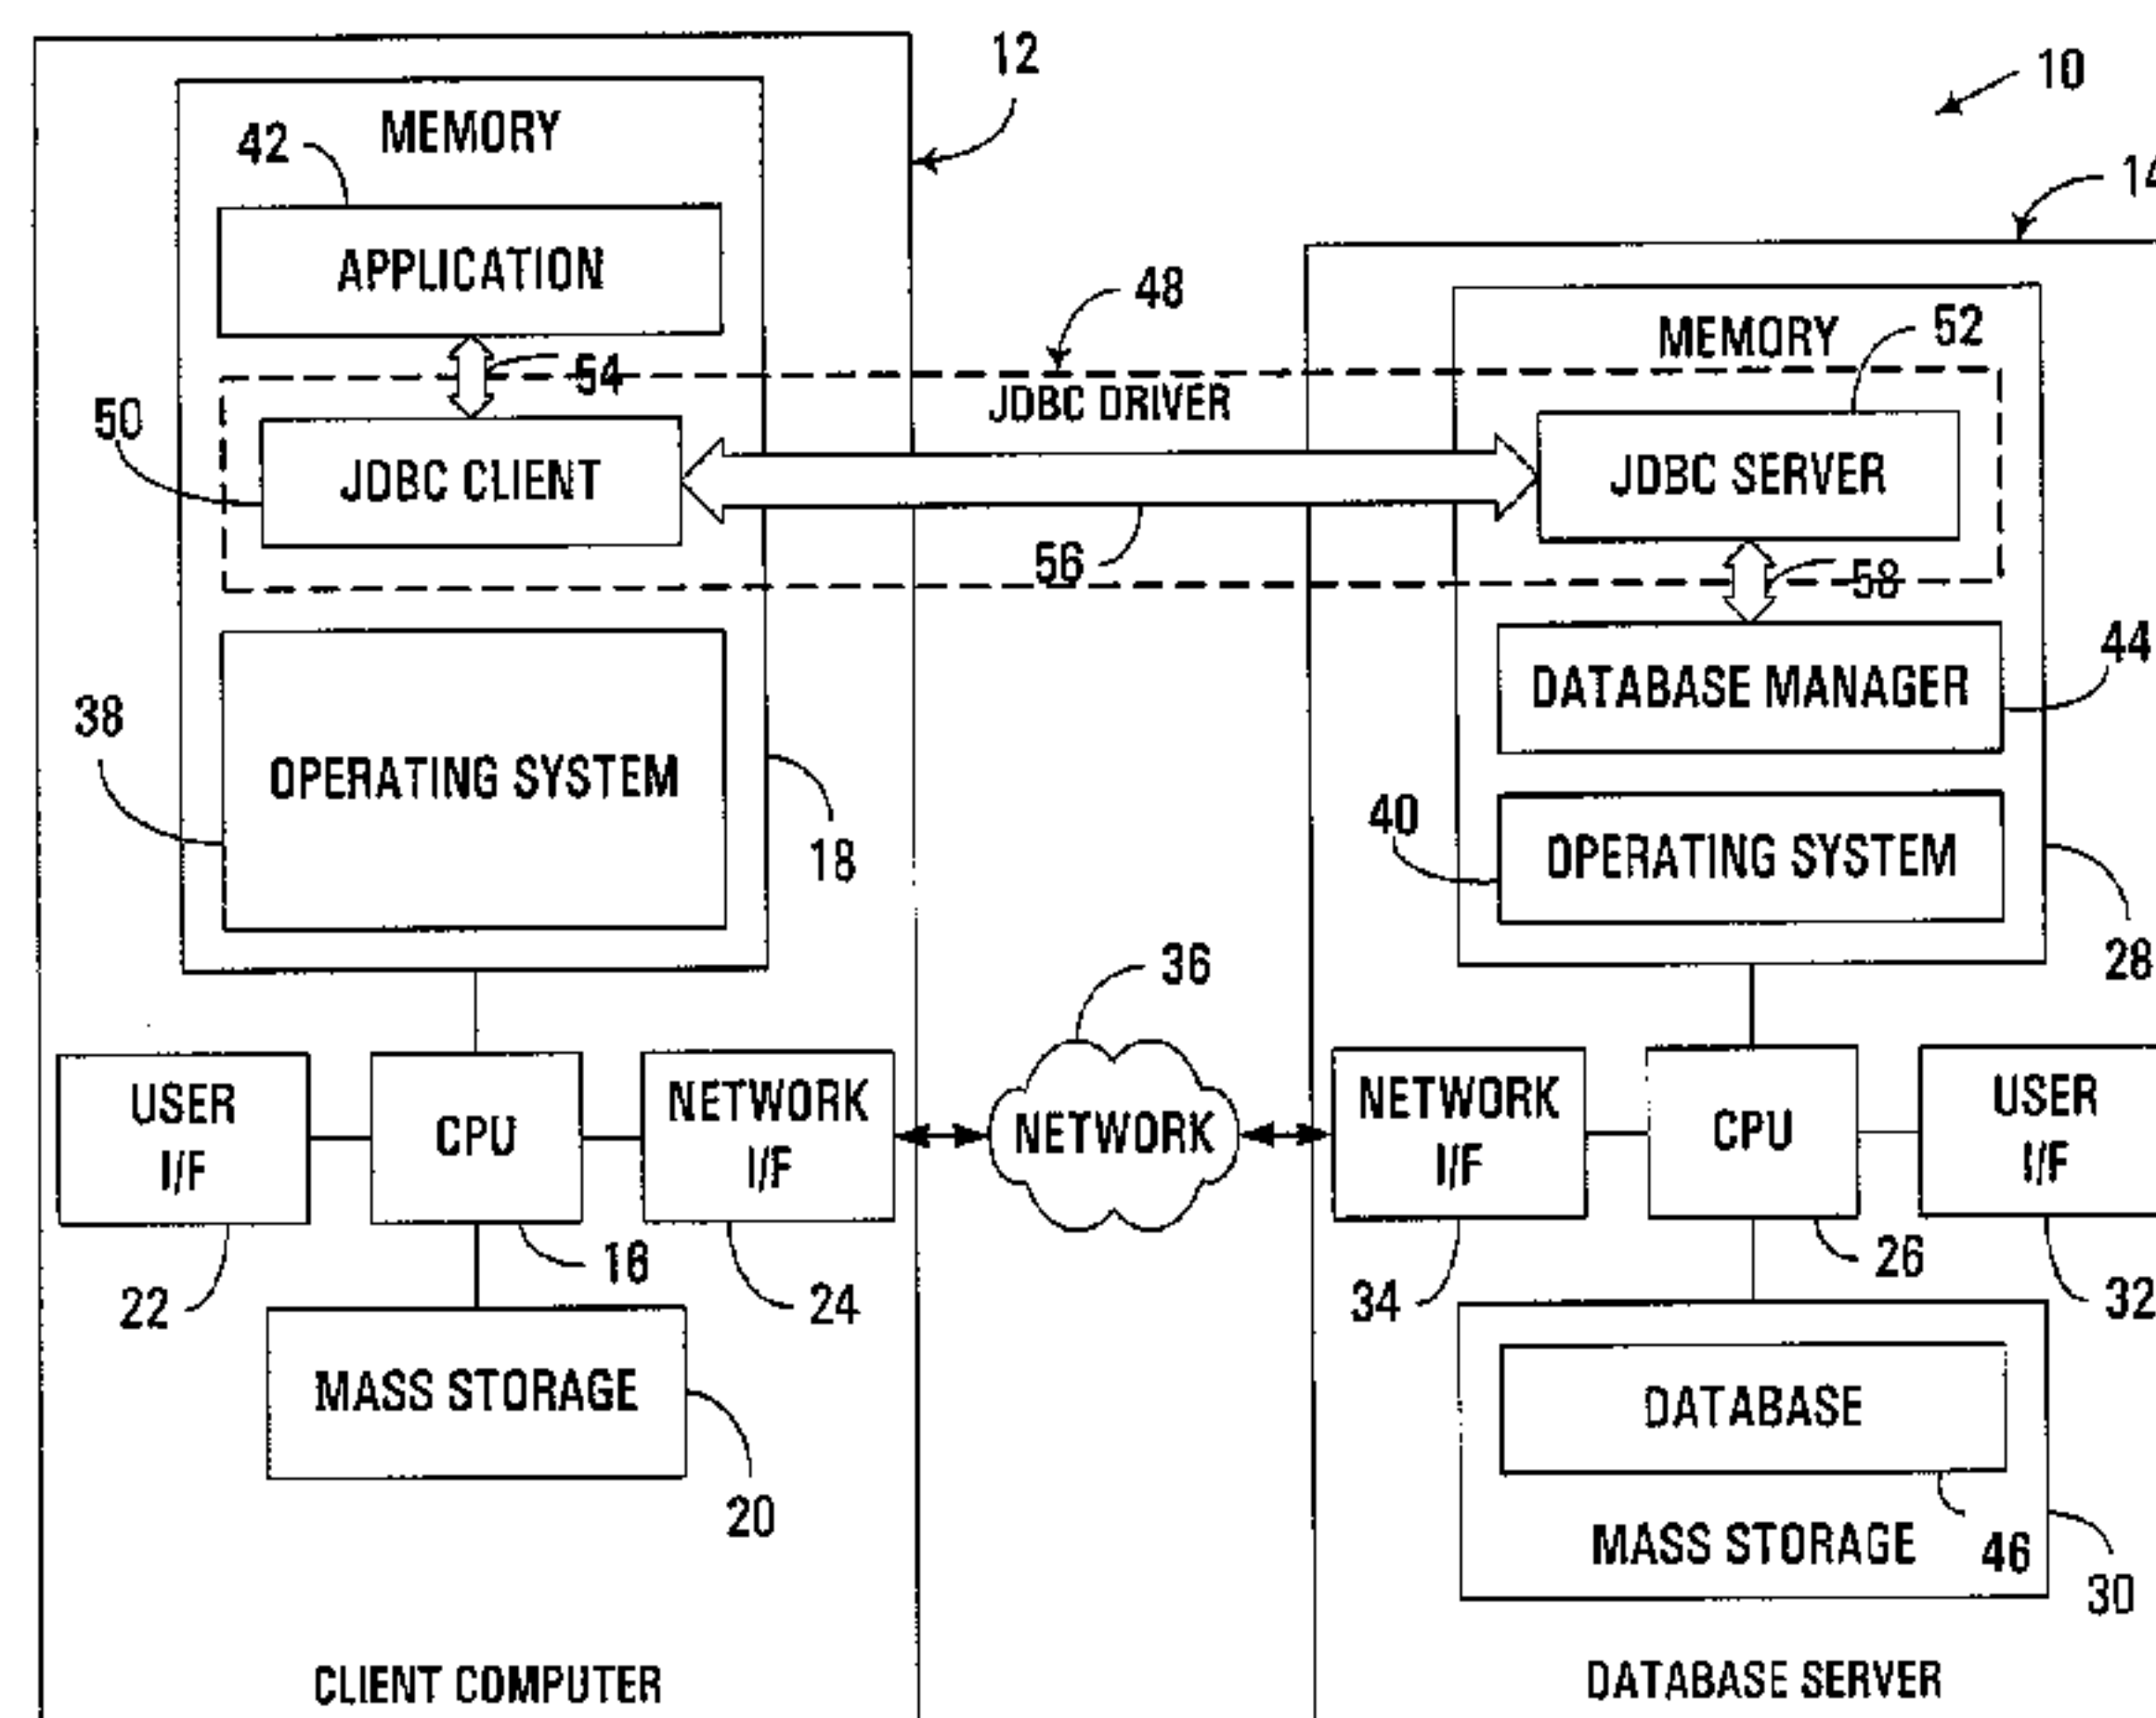 12
10
14
MEMORY
42
APPLICATION
48
MEMORY
52
54
JDBC DRIVER
50
JDBC CLIENT
JDBC SERVER
56
58
DATABASE MANAGER
44
38
OPERATING SYSTEM
18
40
OPERATING SYSTEM
28
36
USER
I/F
CPU
NETWORK
I/F
NETWORK
NETWORK
I/F
CPU
USER
I/F
22
16
24
34
26
32
MASS STORAGE
20
DATABASE
MASS STORAGE
46
30
CLIENT COMPUTER
DATABASE SERVER